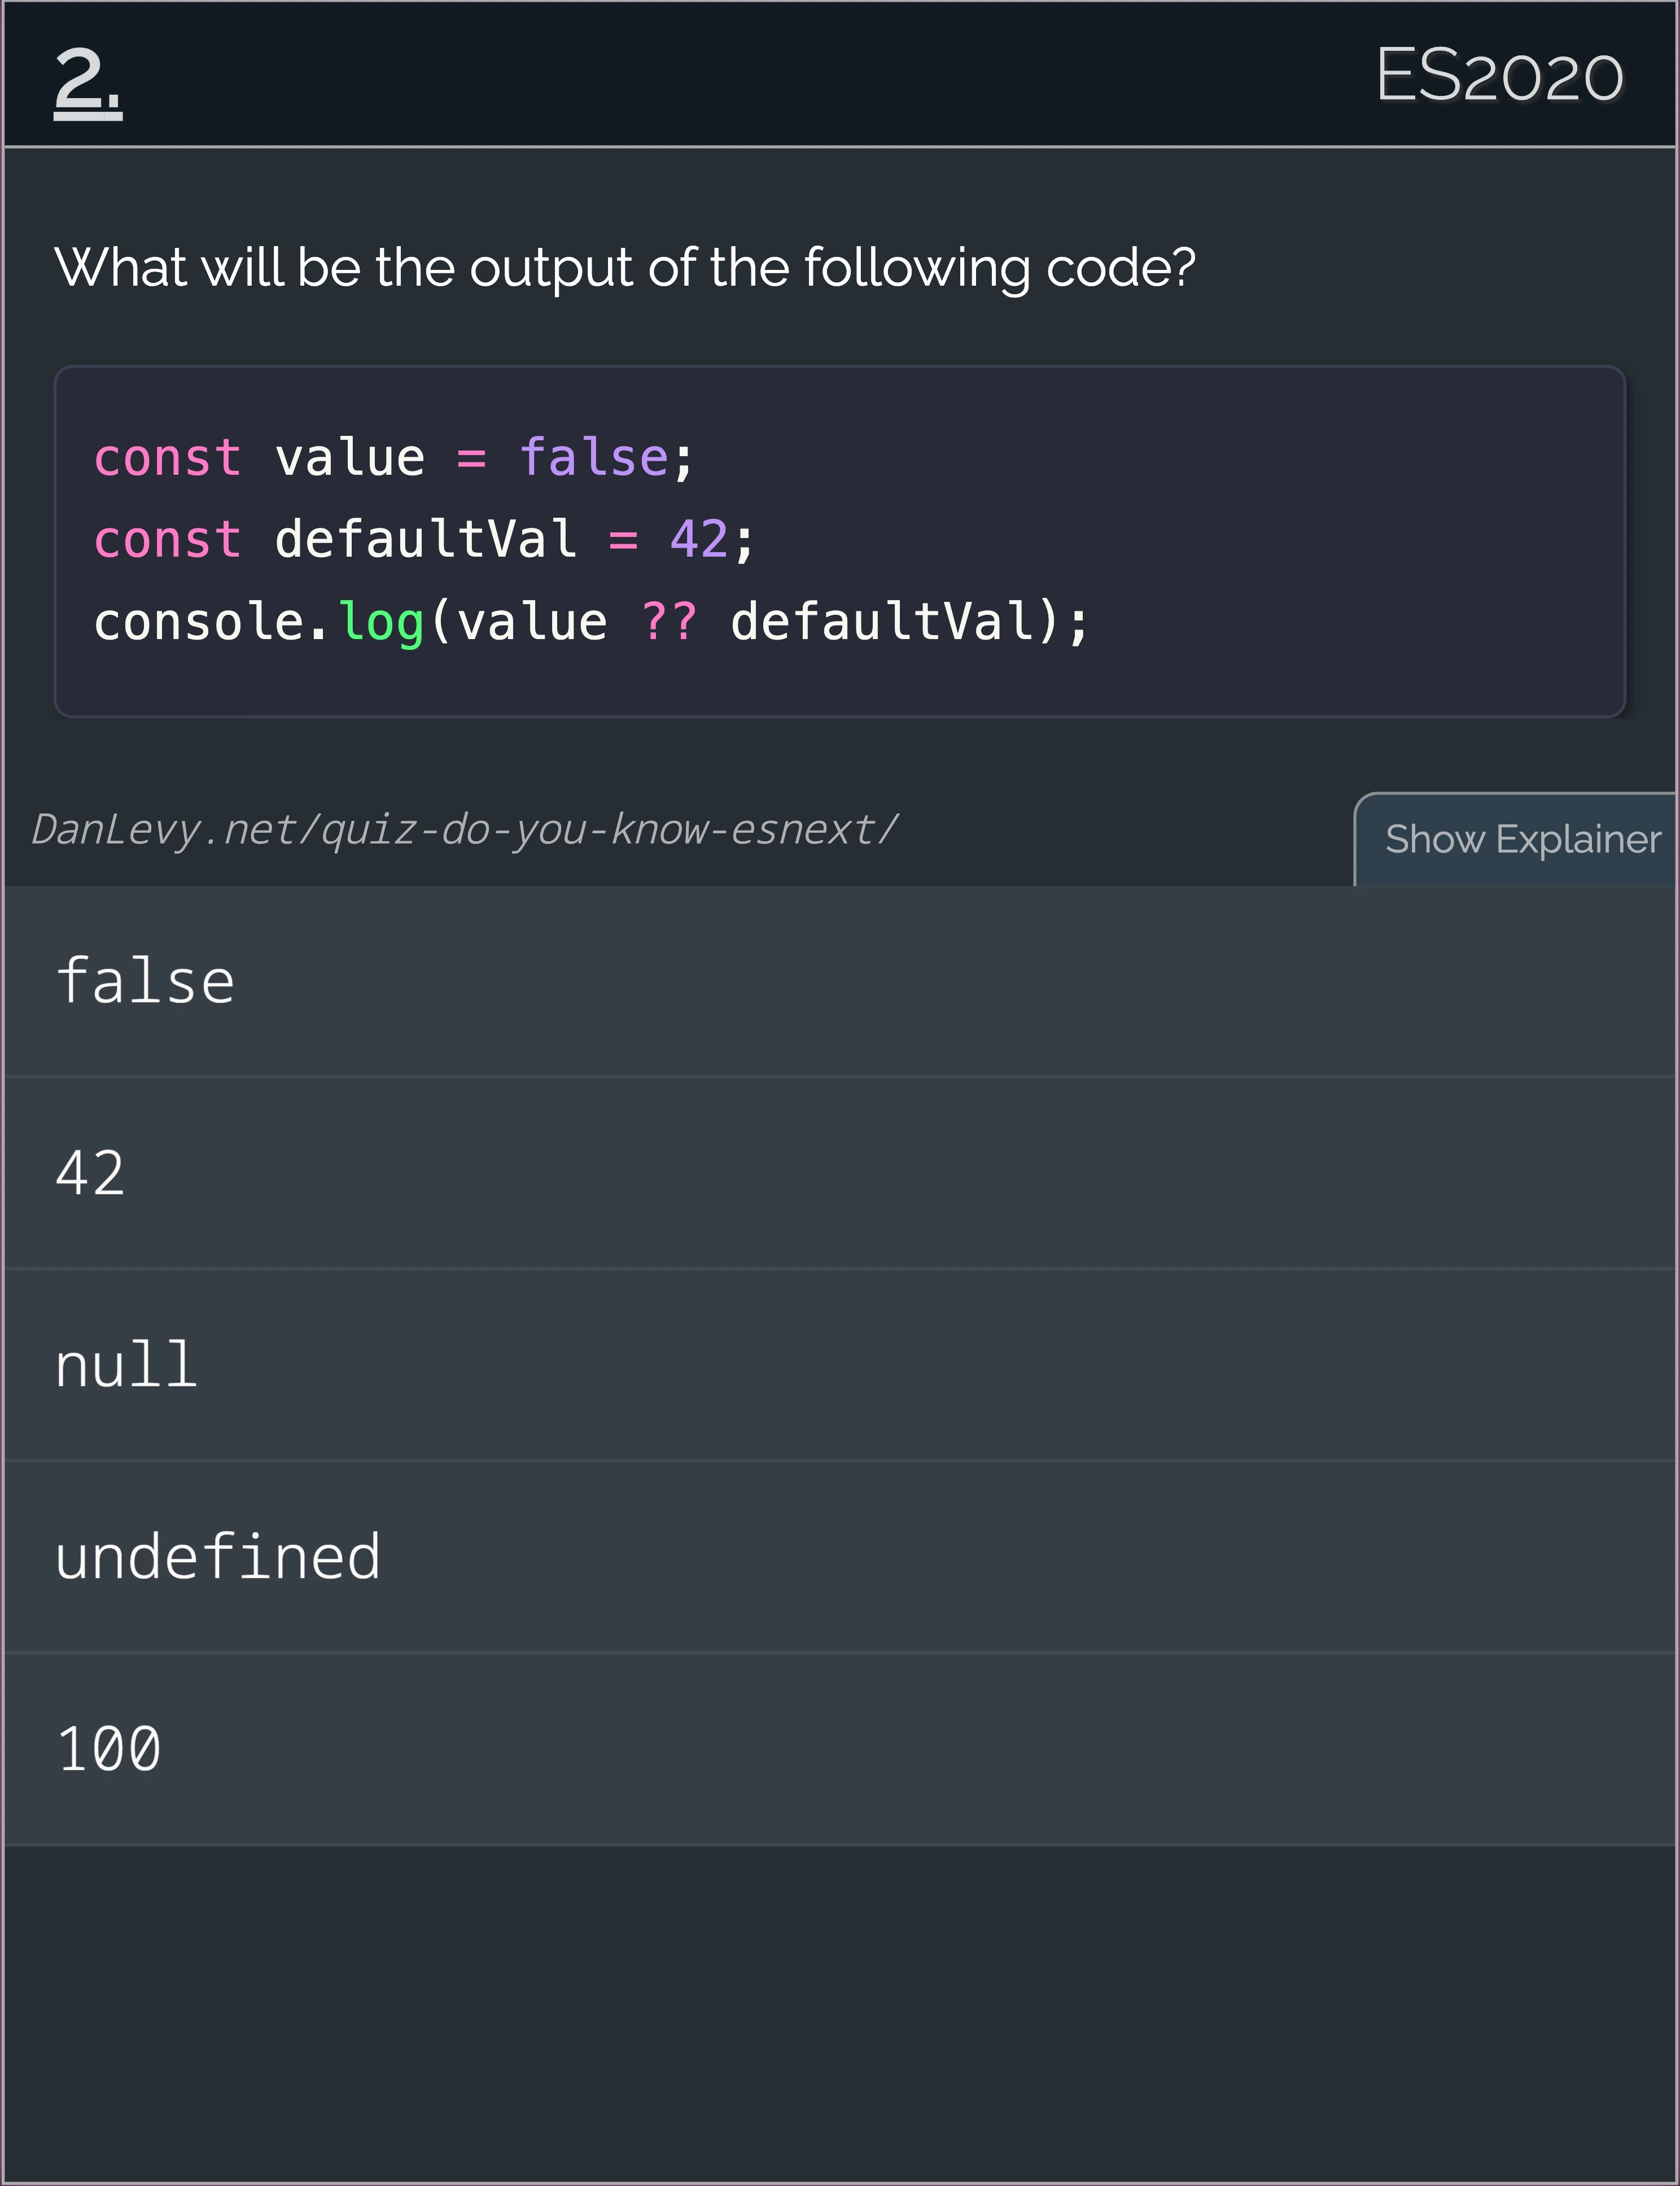 2.
ES2020
What will be the output of the following code?
const value = false;
const defaultVal = 42;
console.log(value ?? defaultVal);
DanLevy.net/quiz-do-you-know-esnext/
Show Explainer
false
42
null
undefined
100